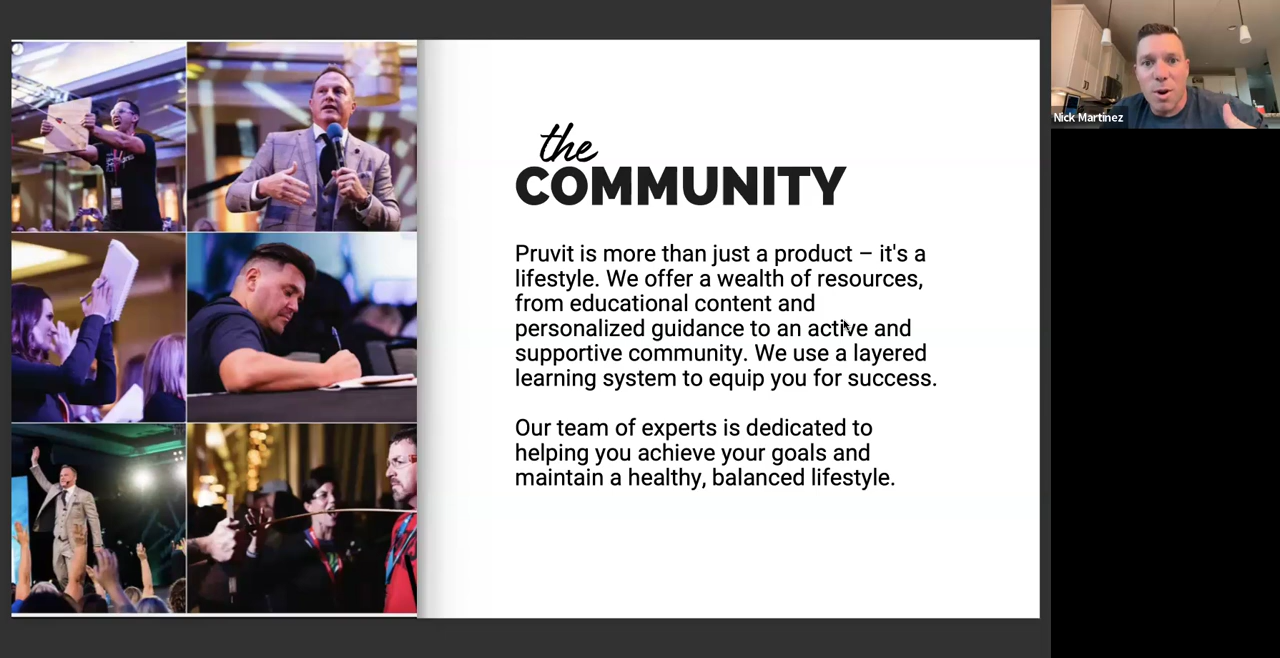 the
COMMUNITY
Pruvit is more than just a product – it's a
lifestyle. We offer a wealth of resources,
from educational content and
personalized guidance to an active and
supportive community. We use a layered
learning system to equip you for success.
Our team of experts is dedicated to
helping you achieve your goals and
maintain a healthy, balanced lifestyle.
Nick Martinez